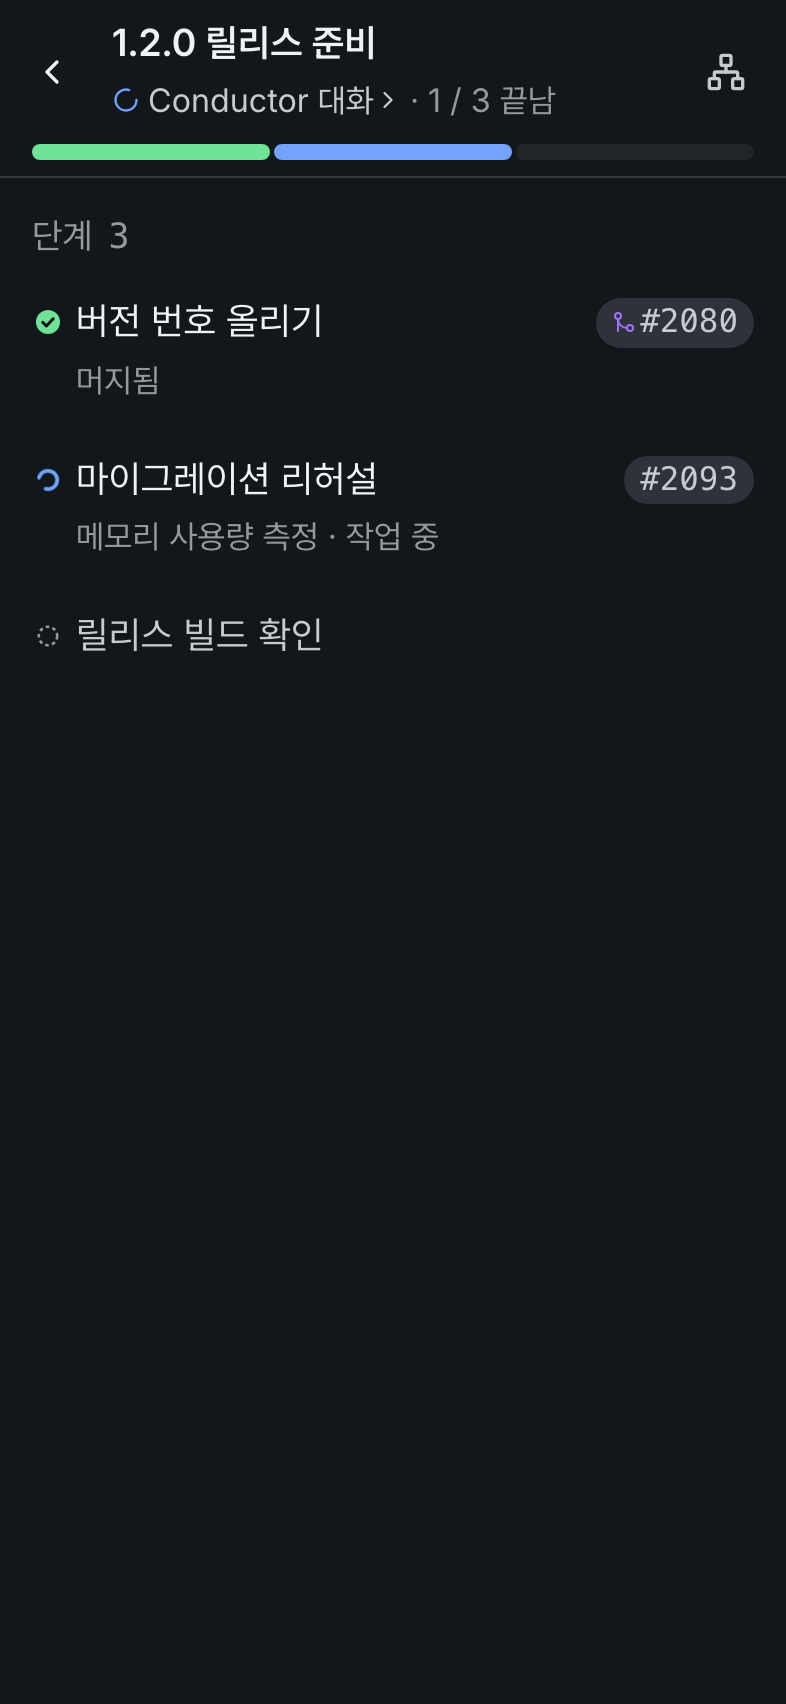 1.2.0 릴리스 준비
Conductor 대화 › · 1 / 3 끝남
단계 3
버전 번호 올리기 #2080
머지됨
마이그레이션 리허설 #2093
메모리 사용량 측정 · 작업 중
릴리스 빌드 확인